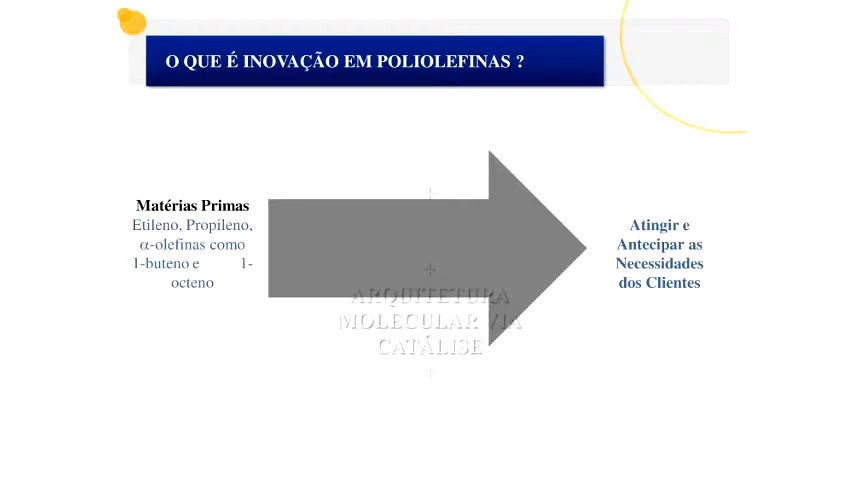 O QUE É INOVAÇÃO EM POLIOLEFINAS ?
Matérias Primas
Etileno, Propileno,
α-olefinas como
1-buteno e 1-
octeno
+
+
ARQUITETURA
MOLECULAR VIA
CATÁLISE
+
Atingir e
Antecipar as
Necessidades
dos Clientes